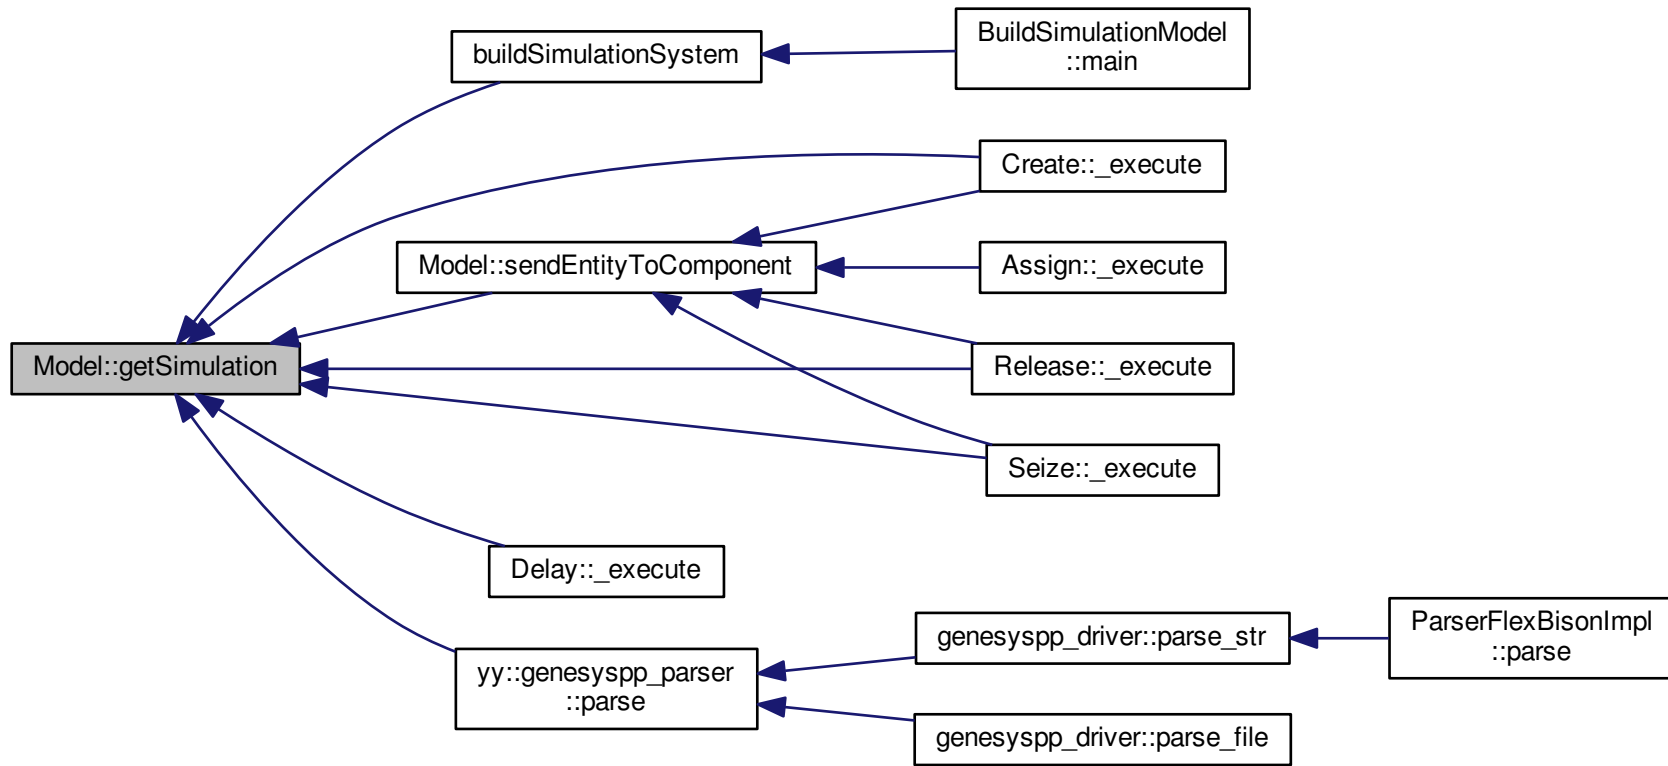 BuildSimulationModel
::main
buildSimulationSystem
Create::_execute
Model::sendEntityToComponent
Assign::_execute
Model::getSimulation
Release::_execute
Seize::_execute
Delay::_execute
yy::genesyspp_parser
::parse
genesyspp_driver::parse_str
ParserFlexBisonImpl
::parse
genesyspp_driver::parse_file